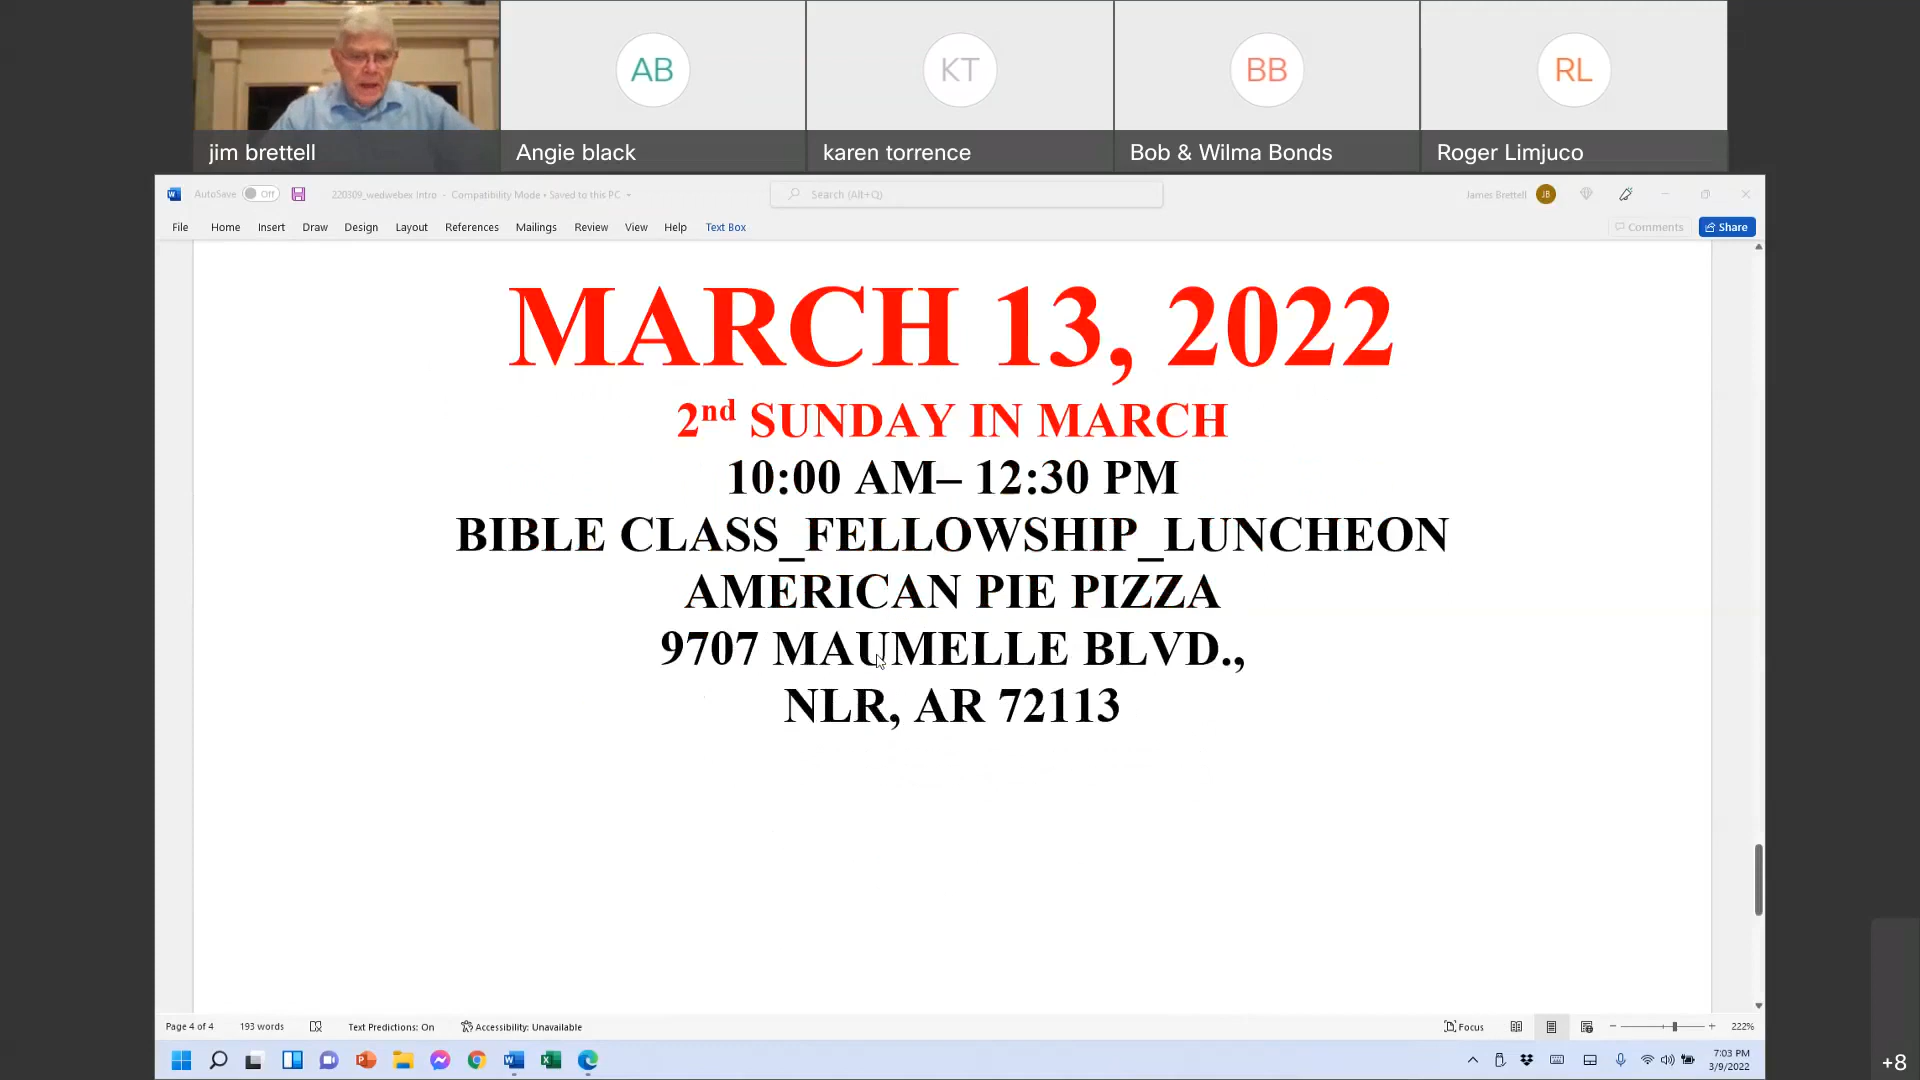 AB
KT
BB
RL
jim brettell
Angie black
karen torrence
Bob & Wilma Bonds
Roger Limjuco
AutoSave Off
220309_wedwebex Intro - Compatibility Mode • Saved to this PC
Search (Alt+Q)
James Brettell JB
File Home Insert Draw Design Layout References Mailings Review View Help Text Box
Comments Share
MARCH 13, 2022
2nd SUNDAY IN MARCH
10:00 AM– 12:30 PM
BIBLE CLASS_FELLOWSHIP_LUNCHEON
AMERICAN PIE PIZZA
9707 MAUMELLE BLVD.,
NLR, AR 72113
Page 4 of 4 193 words Text Predictions: On Accessibility: Unavailable Focus 222%
7:03 PM
3/9/2022
+8